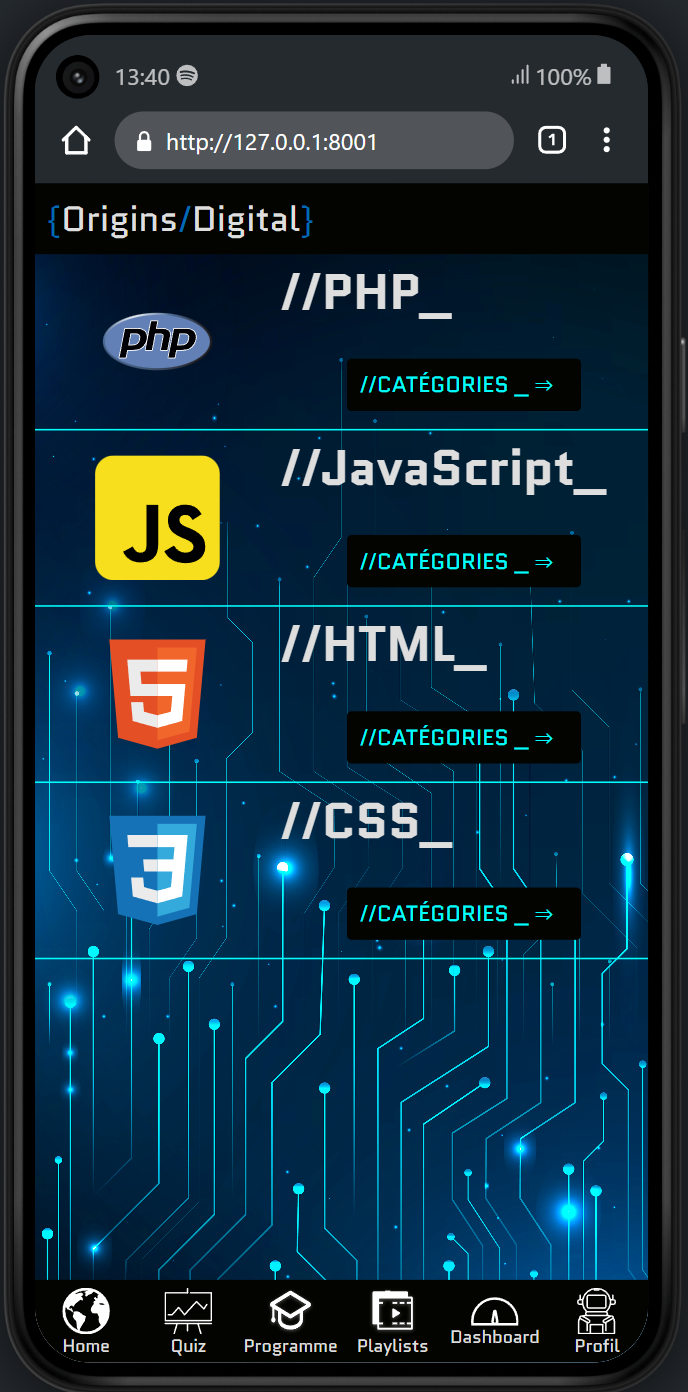 13:40 100%
http://127.0.0.1:8001 1
{Origins/Digital}
//PHP_
php
//CATÉGORIES _ ⇒
//JavaScript_
JS
//CATÉGORIES _ ⇒
//HTML_
5
//CATÉGORIES _ ⇒
//CSS_
3
//CATÉGORIES _ ⇒
Home Quiz Programme Playlists Dashboard Profil